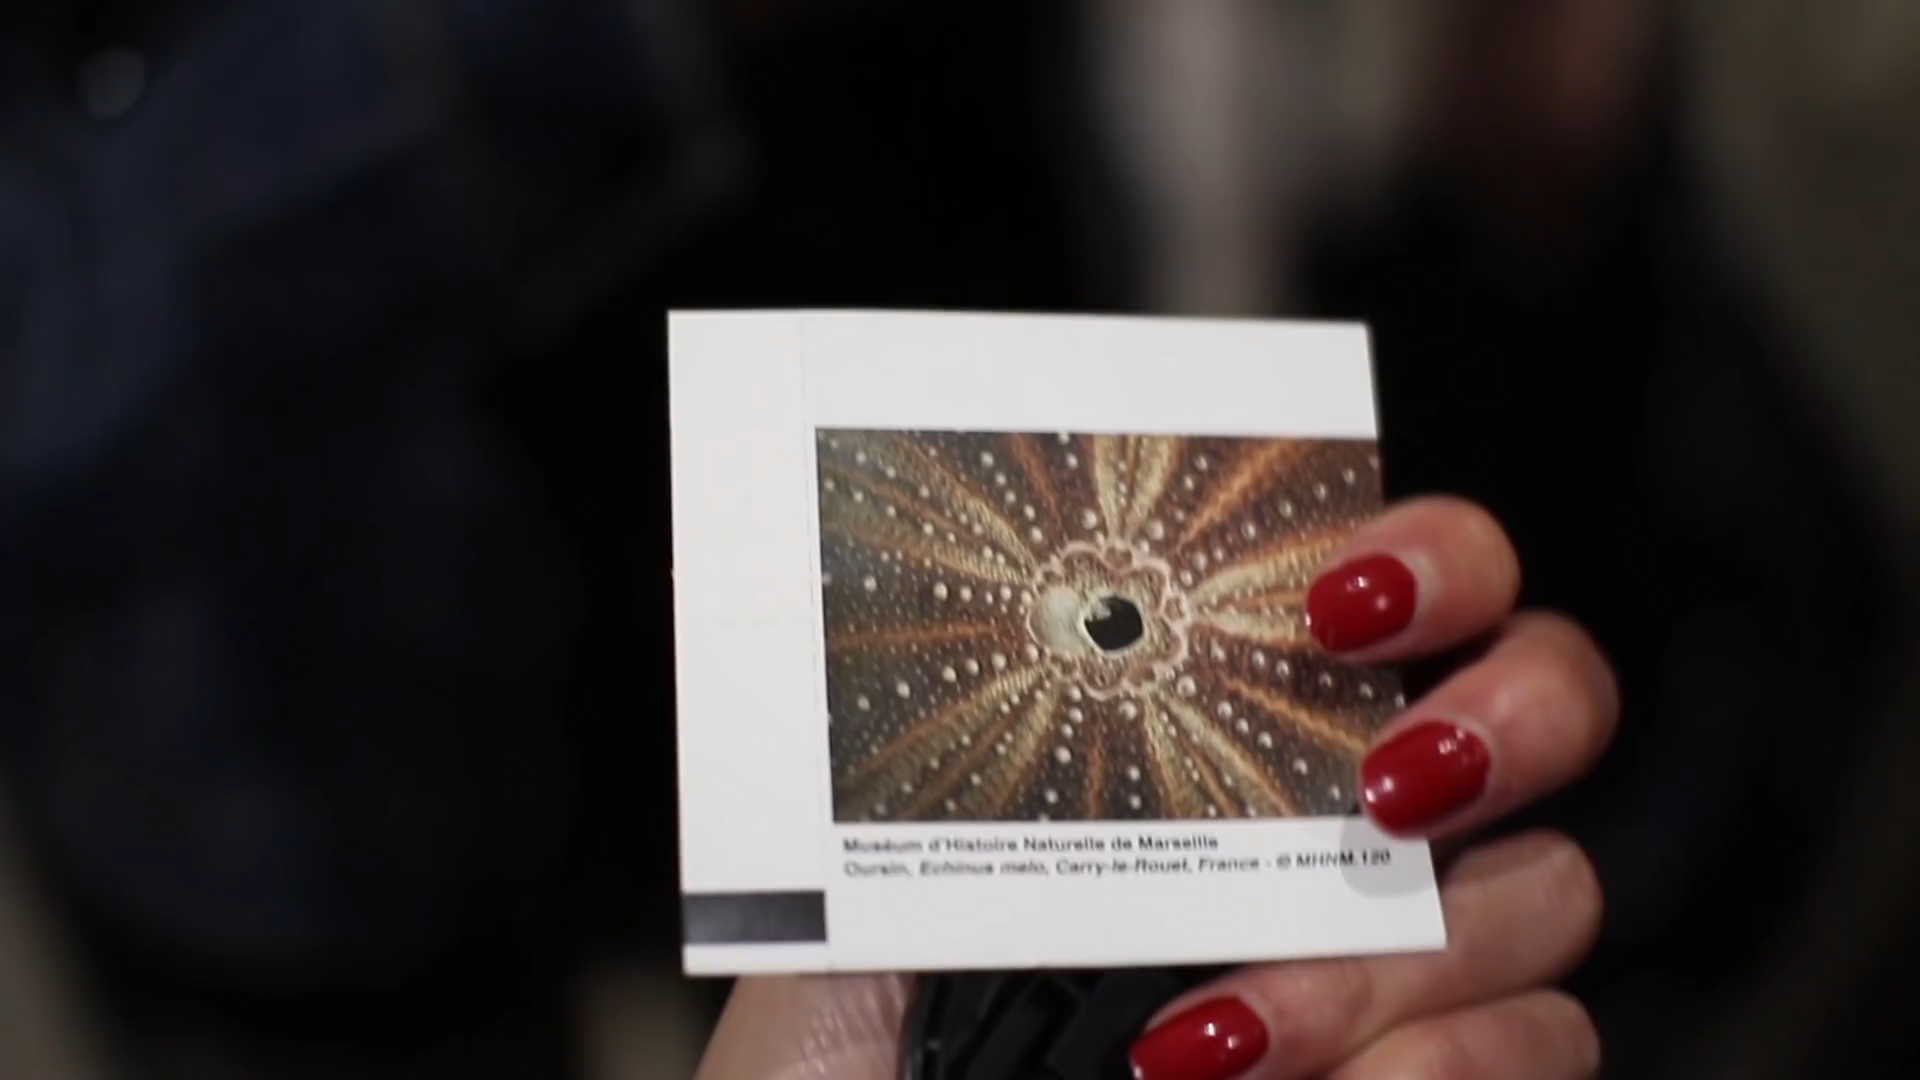 Muséum d'Histoire Naturelle de Marseille
Oursin, Echinus melo, Carry-le-Rouet, France - © MHNM.120